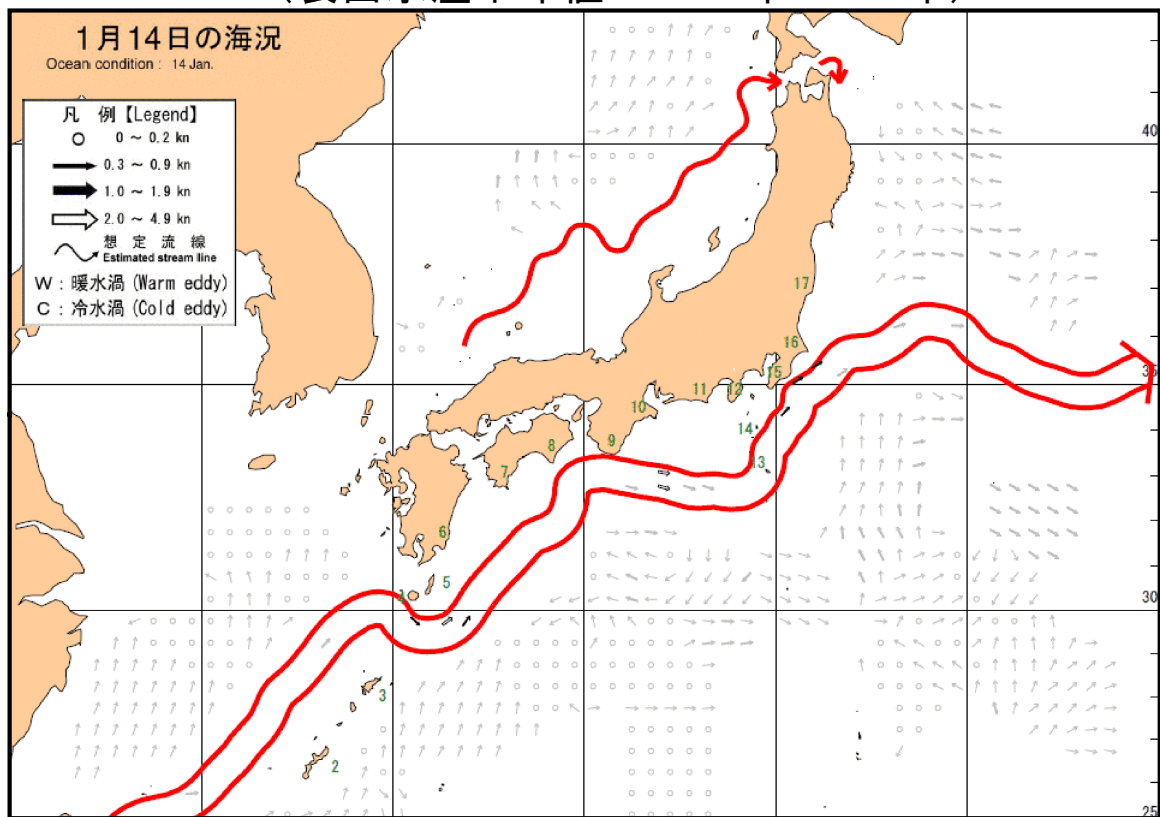 1月14日の海況
Ocean condition : 14 Jan.
凡 例【Legend】
0 ~ 0.2 kn
0.3 ~ 0.9 kn
1.0 ~ 1.9 kn
2.0 ~ 4.9 kn
想 定 流 線
Estimated stream line
W : 暖水渦 (Warm eddy)
C : 冷水渦 (Cold eddy)
40
17
16
15
35
12
11
10
14
9
8
13
7
6
5
30
3
2
25